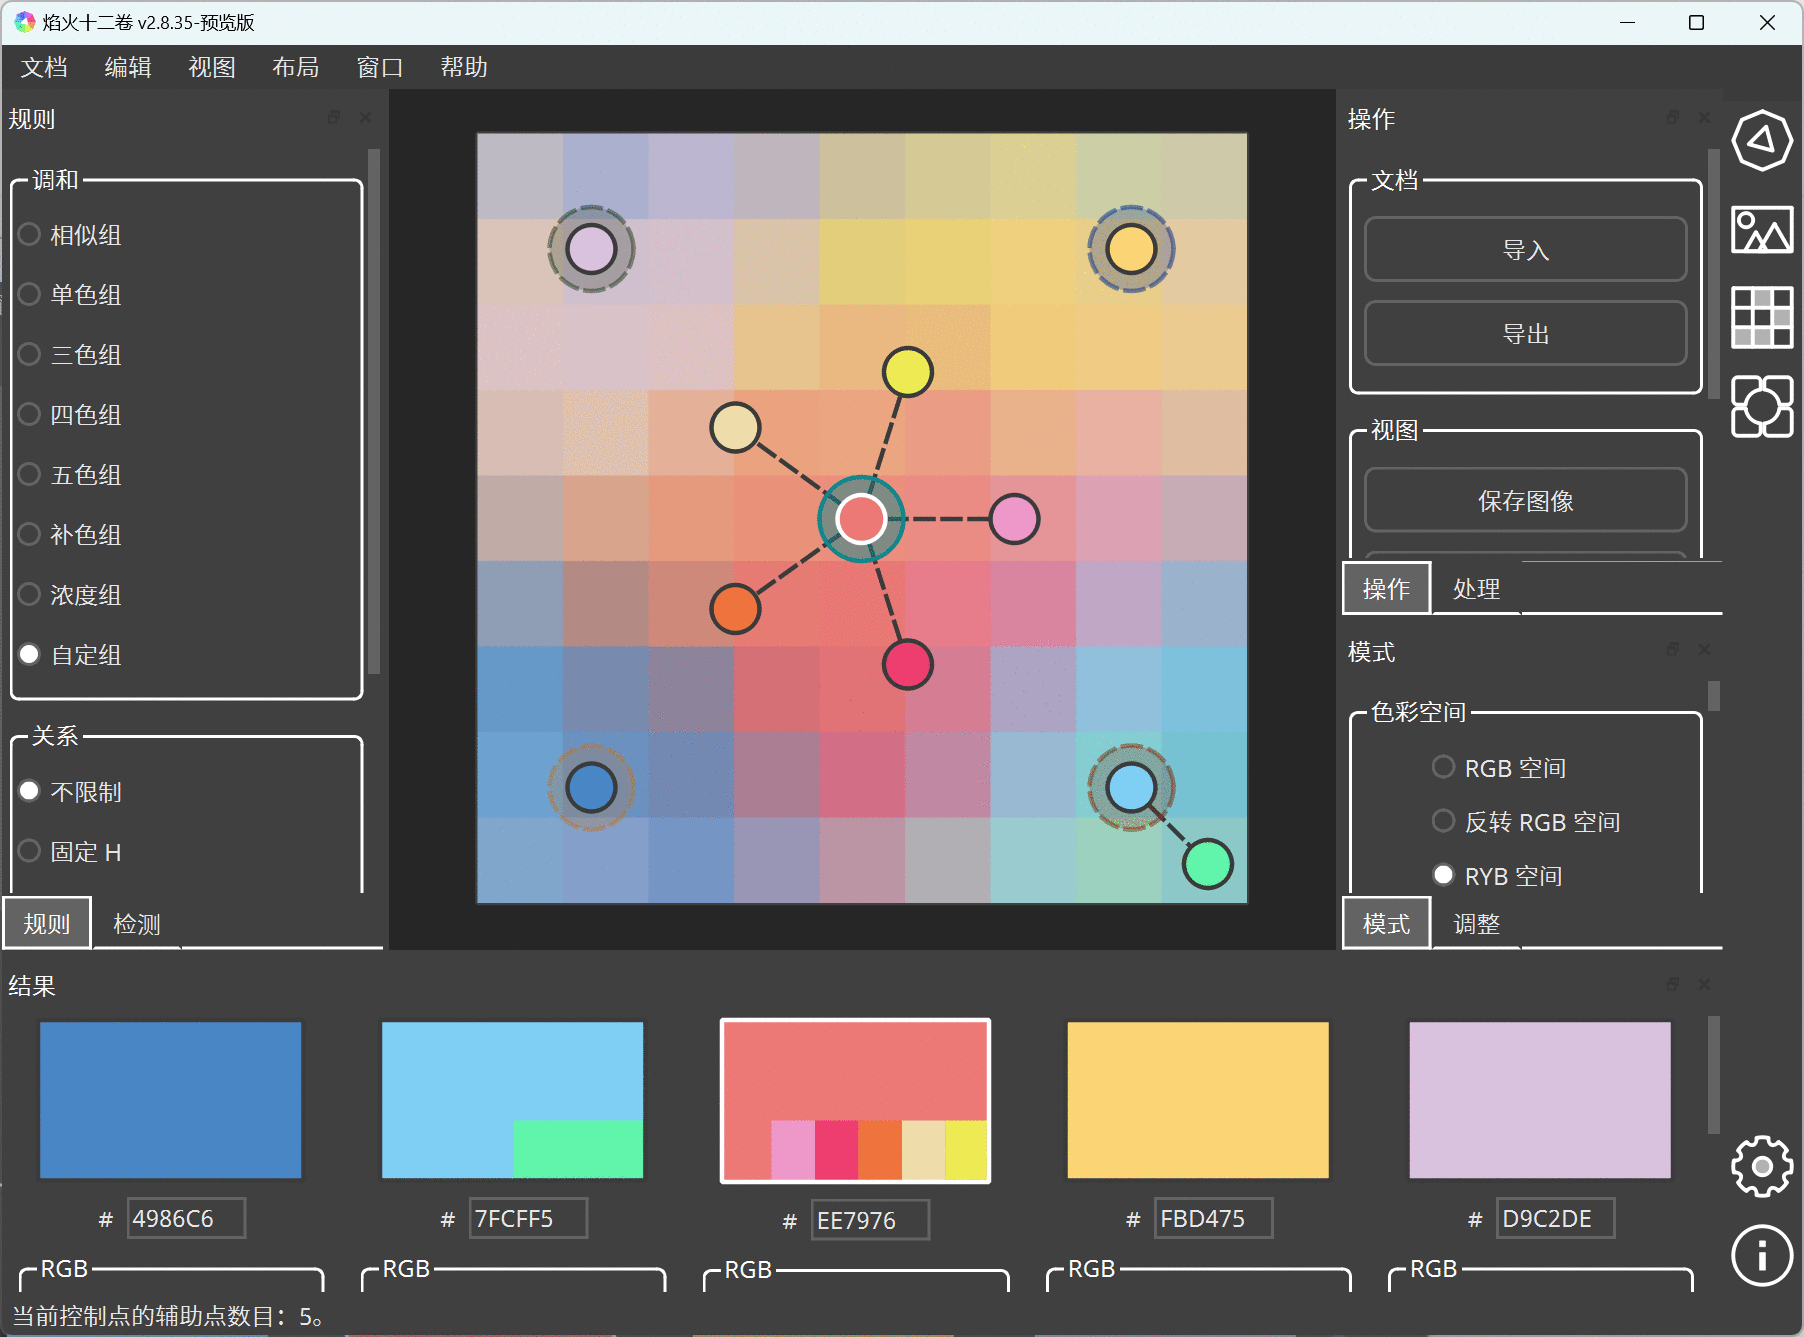 焰火十二卷 v2.8.35-预览版
文档 编辑 视图 布局 窗口 帮助
规则
调和
相似组
单色组
三色组
四色组
五色组
补色组
浓度组
自定组
关系
不限制
固定 H
规则 检测
操作
文档
导入
导出
视图
保存图像
操作 处理
模式
色彩空间
RGB 空间
反转 RGB 空间
RYB 空间
模式 调整
结果
# 4986C6 # 7FCFF5 # EE7976 # FBD475 # D9C2DE
RGB RGB RGB RGB RGB
当前控制点的辅助点数目：5。